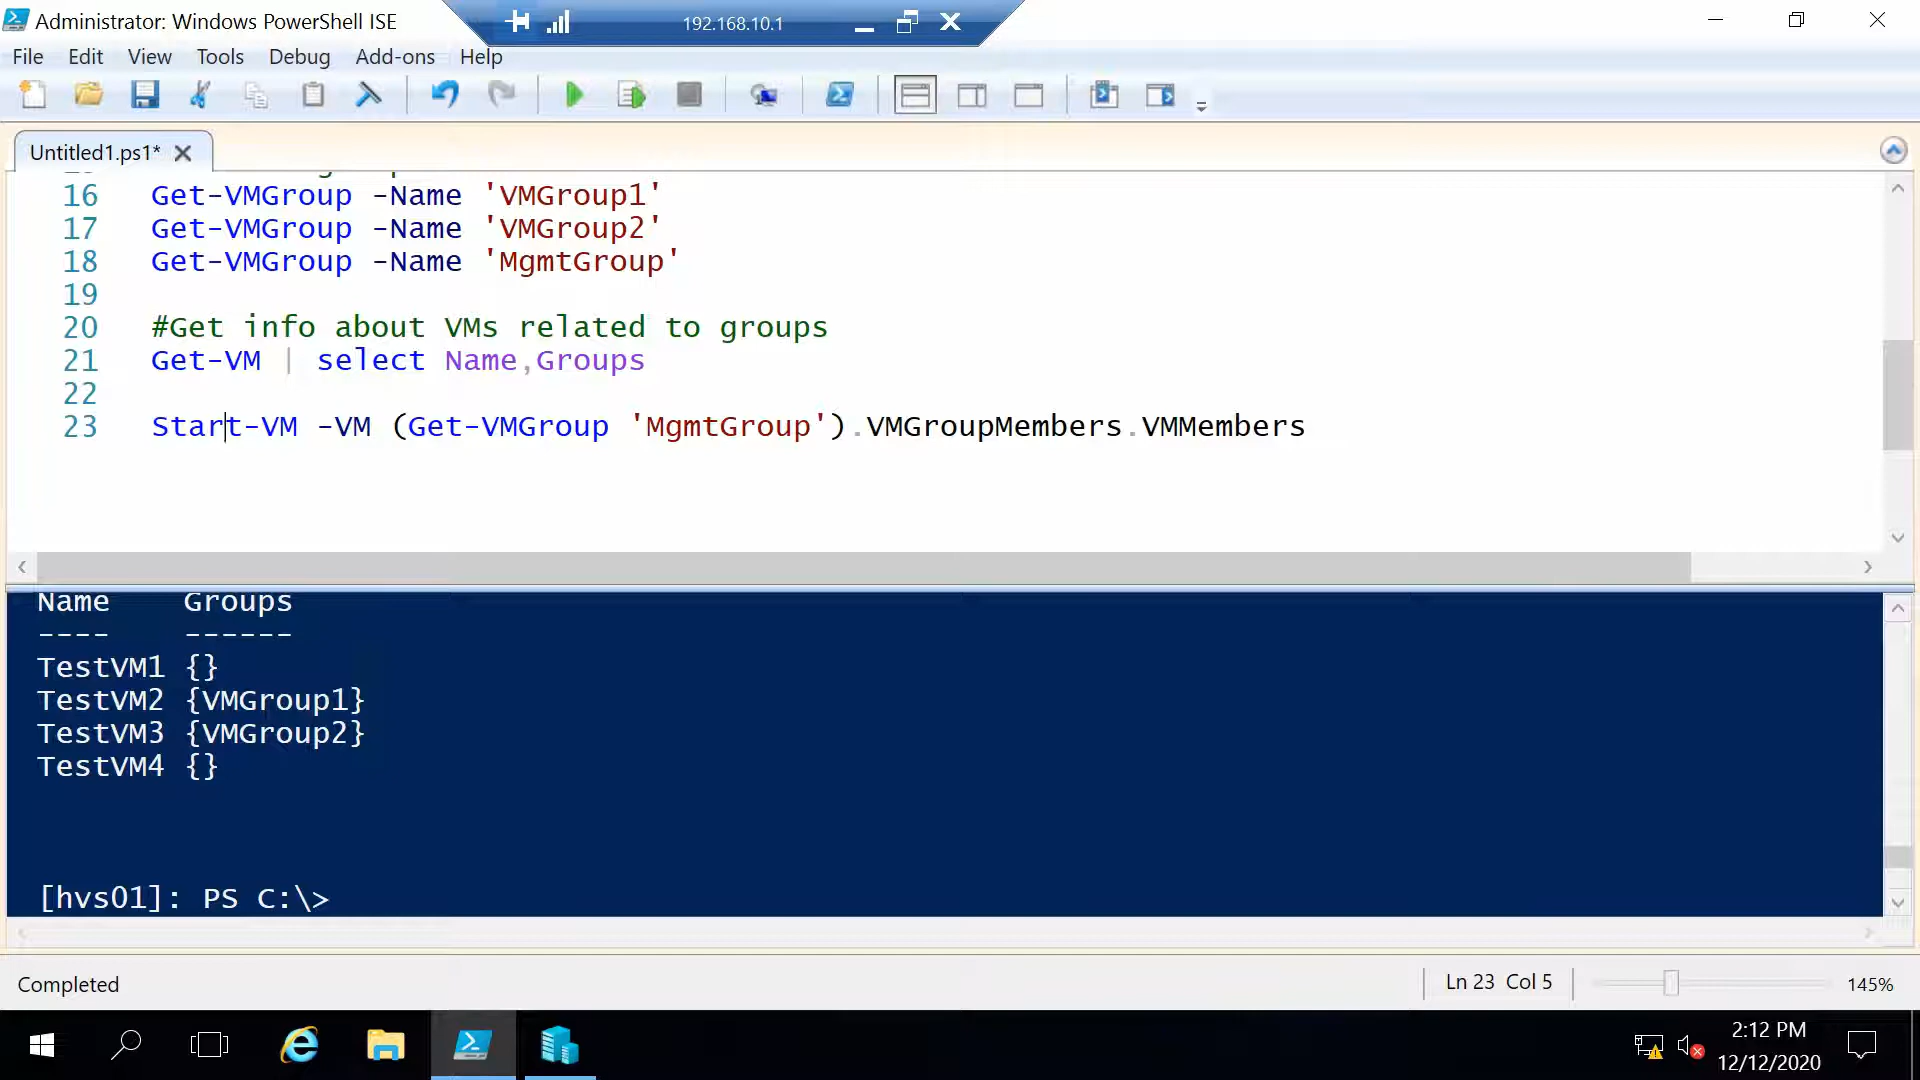 Administrator: Windows PowerShell ISE
192.168.10.1
File Edit View Tools Debug Add-ons Help
Untitled1.ps1* X
16 Get-VMGroup -Name 'VMGroup1'
17 Get-VMGroup -Name 'VMGroup2'
18 Get-VMGroup -Name 'MgmtGroup'
19
20 #Get info about VMs related to groups
21 Get-VM | select Name,Groups
22
23 Start-VM -VM (Get-VMGroup 'MgmtGroup').VMGroupMembers.VMMembers
Name Groups
---- ------
TestVM1 {}
TestVM2 {VMGroup1}
TestVM3 {VMGroup2}
TestVM4 {}
[hvs01]: PS C:\>
Completed
Ln 23 Col 5
145%
2:12 PM
12/12/2020